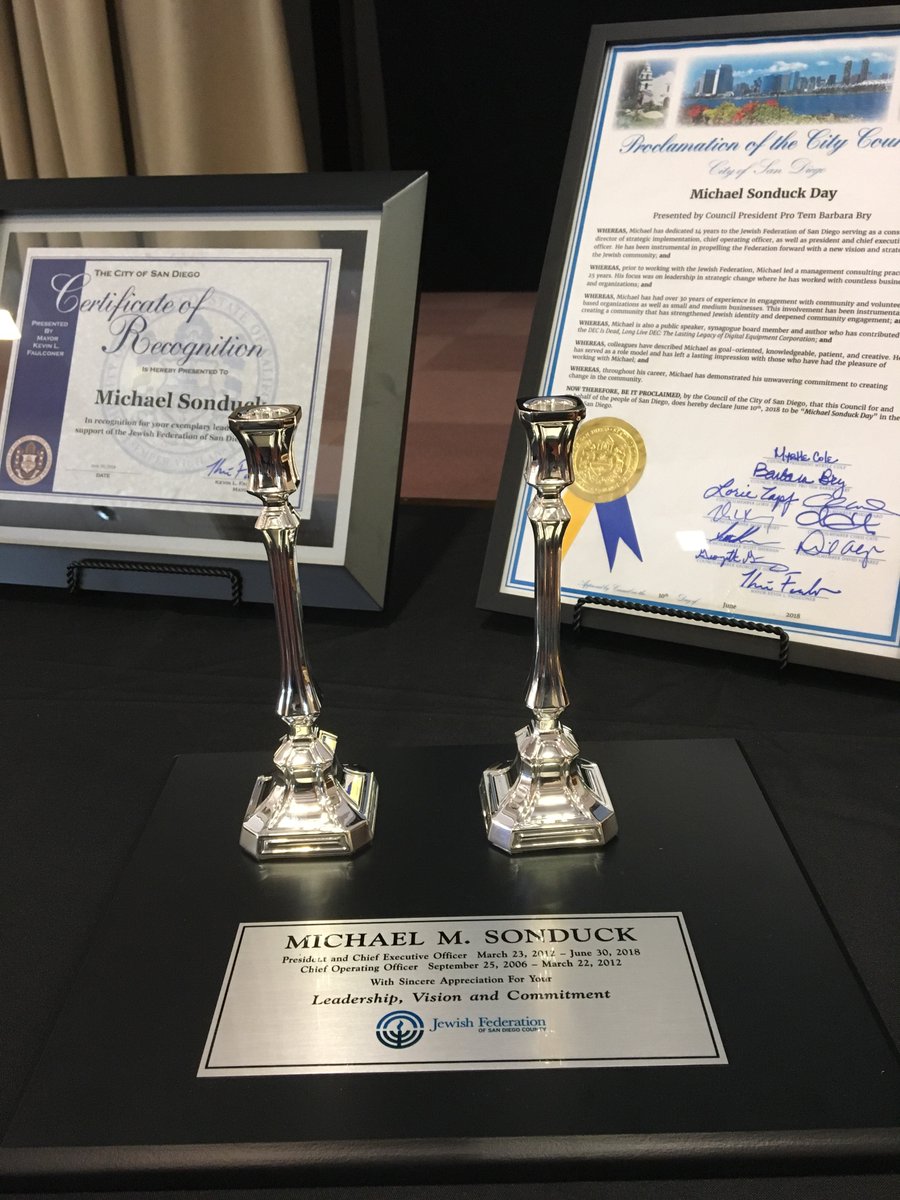 THE CITY OF SAN DIEGO
Certificate of
Recognition
PRESENTED
BY
MAYOR
KEVIN L.
FAULCONER
IS HEREBY PRESENTED TO
Michael Sonduck
In recognition for your exemplary
support of the Jewish Federation of San
DATE
KEVIN L.
Proclamation of the City
City of San Diego
Michael Sonduck Day
Presented by Council President Pro Tem Barbara Bry
WHEREAS, Michael has dedicated 14 years to the Jewish Federation of San Diego serving as a
director of strategic implementation, chief operating officer, as well as president and chief
officer. He has been instrumental in propelling the Federation forward with a new vision and
the Jewish community; and
WHEREAS, prior to working with the Jewish Federation, Michael led a management consulting
25 years. His focus was on leadership in strategic change where he has worked with countless
and organizations; and
WHEREAS, Michael has had over 30 years of experience in engagement with community and
based organizations as well as small and medium businesses. This involvement has been
creating a community that has strengthened Jewish identity and deepened community engagement;
WHEREAS, Michael is also a public speaker, synagogue board member and author who has contributed
the DEC Is Dead, Long Live DEC: The Lasting Legacy of Digital Equipment Corporation; and
WHEREAS, colleagues have described Michael as goal-oriented, knowledgeable, patient, and creative.
has served as a role model and has left a lasting impression with those who have had the pleasure of
working with Michael; and
WHEREAS, throughout his career, Michael has demonstrated his unwavering commitment to creating
change in the community.
NOW THEREFORE, BE IT PROCLAIMED, by the Council of the City of San Diego, that this Council for and
behalf of the people of San Diego, does hereby declare June 10th, 2018 to be "Michael Sonduck Day" in the
San Diego.
Myrtle Cole
Barbara Bry
Lorie Zapf
10th Day of June 2018
MICHAEL M. SONDUCK
President and Chief Executive Officer March 23, 2012 – June 30, 2018
Chief Operating Officer September 25, 2006 – March 22, 2012
With Sincere Appreciation For Your
Leadership, Vision and Commitment
Jewish Federation
OF SAN DIEGO COUNTY